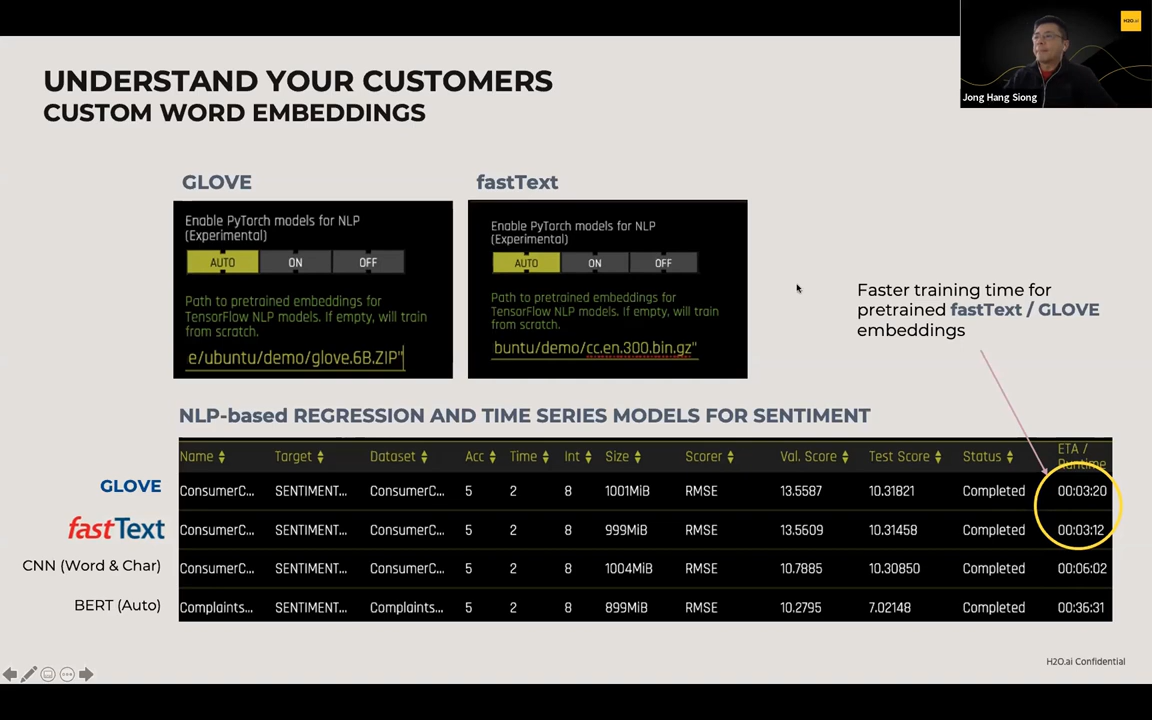 H2O.ai
Jong Hang Siong
UNDERSTAND YOUR CUSTOMERS
CUSTOM WORD EMBEDDINGS
GLOVE
Enable PyTorch models for NLP
(Experimental)
AUTO ON OFF
Path to pretrained embeddings for
TensorFlow NLP models. If empty, will train
from scratch.
e/ubuntu/demo/glove.6B.ZIP"
fastText
Enable PyTorch models for NLP
(Experimental)
AUTO ON OFF
Path to pretrained embeddings for
TensorFlow NLP models. If empty, will train
from scratch.
buntu/demo/cc.en.300.bin.gz"
Faster training time for
pretrained fastText / GLOVE
embeddings
NLP-based REGRESSION AND TIME SERIES MODELS FOR SENTIMENT
Name Target Dataset Acc Time Int Size Scorer Val. Score Test Score Status ETA /
Runtime
GLOVE ConsumerC... SENTIMENT... ConsumerC... 5 2 8 1001MiB RMSE 13.5587 10.31821 Completed 00:03:20
fastText ConsumerC... SENTIMENT... ConsumerC... 5 2 8 999MiB RMSE 13.5609 10.31458 Completed 00:03:12
CNN (Word & Char) ConsumerC... SENTIMENT... ConsumerC... 5 2 8 1004MiB RMSE 10.7885 10.30850 Completed 00:06:02
BERT (Auto) Complaints... SENTIMENT... Complaints... 5 2 8 899MiB RMSE 10.2795 7.02148 Completed 00:36:31
H2O.ai Confidential